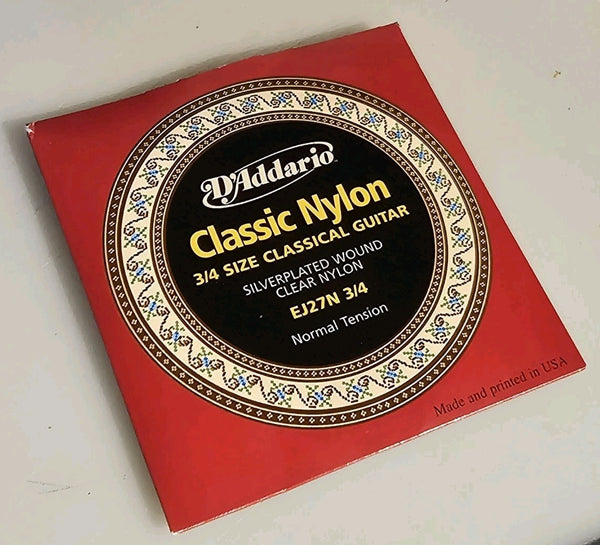 D'Addario
Classic Nylon
3/4 SIZE CLASSICAL GUITAR
SILVERPLATED WOUND
CLEAR NYLON
EJ27N 3/4
Normal Tension
Made and printed in USA